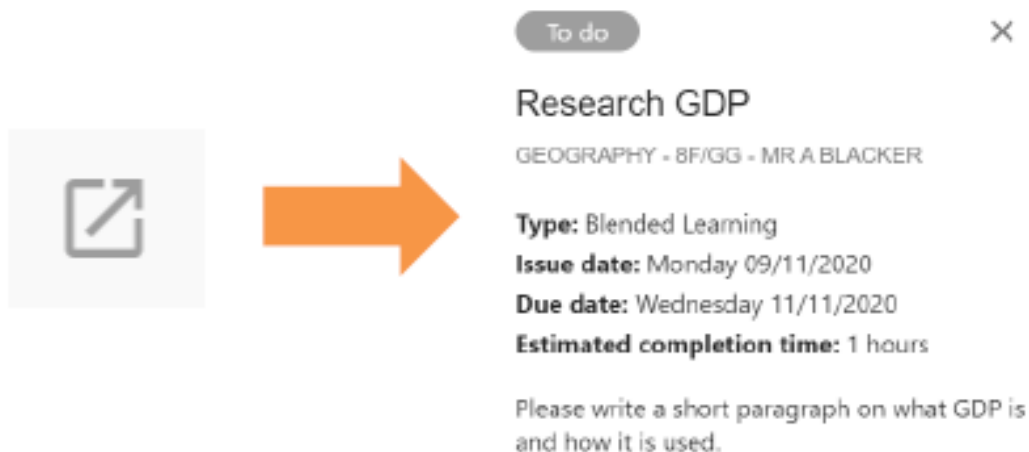 To do
Research GDP
GEOGRAPHY - 8F/GG - MR A BLACKER
Type: Blended Learning
Issue date: Monday 09/11/2020
Due date: Wednesday 11/11/2020
Estimated completion time: 1 hours
Please write a short paragraph on what GDP is
and how it is used.